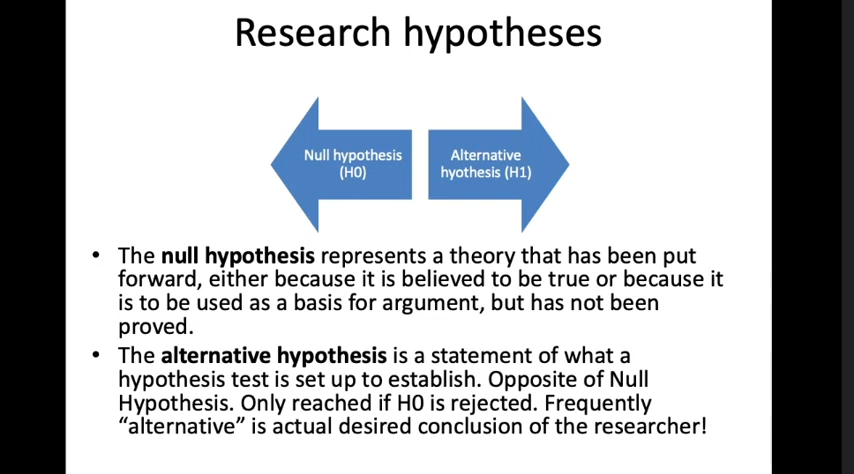 Research hypotheses
Null hypothesis
(H0)
Alternative
hyothesis (H1)
• The null hypothesis represents a theory that has been put
forward, either because it is believed to be true or because it
is to be used as a basis for argument, but has not been
proved.
• The alternative hypothesis is a statement of what a
hypothesis test is set up to establish. Opposite of Null
Hypothesis. Only reached if H0 is rejected. Frequently
“alternative” is actual desired conclusion of the researcher!